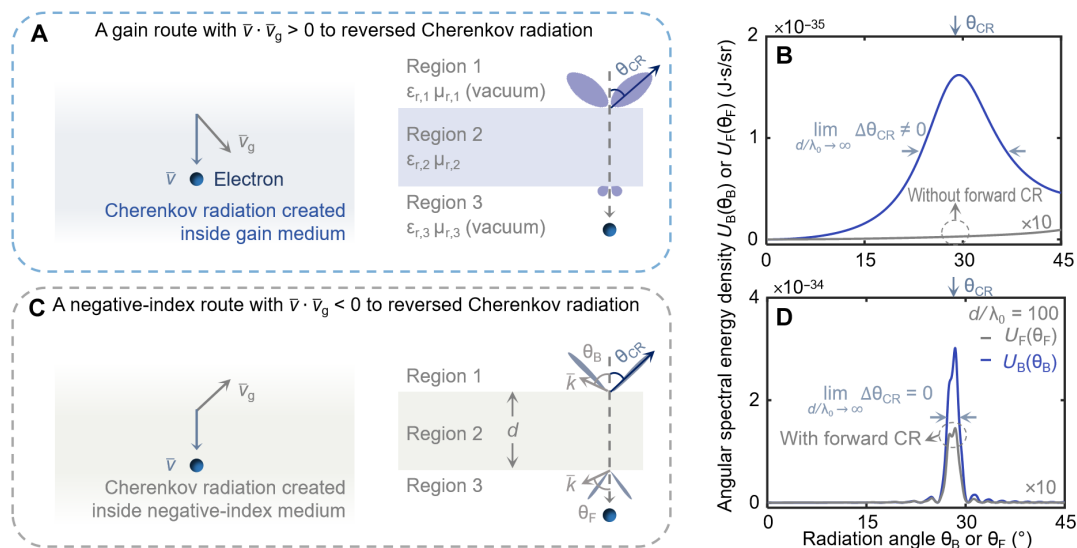 A
A gain route with v̄ · v̄g > 0 to reversed Cherenkov radiation
v̄g
v̄
Electron
Cherenkov radiation created
inside gain medium
Region 1
εr,1 μr,1 (vacuum)
θCR
Region 2
εr,2 μr,2
Region 3
εr,3 μr,3 (vacuum)
C
A negative-index route with v̄ · v̄g < 0 to reversed Cherenkov radiation
v̄g
v̄
Cherenkov radiation created
inside negative-index medium
θB
θCR
Region 1
k̄
Region 2
d
Region 3
k̄
θF
Angular spectral energy density UB(θB) or UF(θF) (J·s/sr)
×10⁻³⁵
θCR
B
2
1
0
lim ΔθCR ≠ 0
d/λ0 → ∞
Without forward CR
×10
0
15
30
45
×10⁻³⁴
θCR
D
4
2
0
d/λ0 = 100
UF(θF)
UB(θB)
lim ΔθCR = 0
d/λ0 → ∞
With forward CR
×10
0
15
30
45
Radiation angle θB or θF (°)